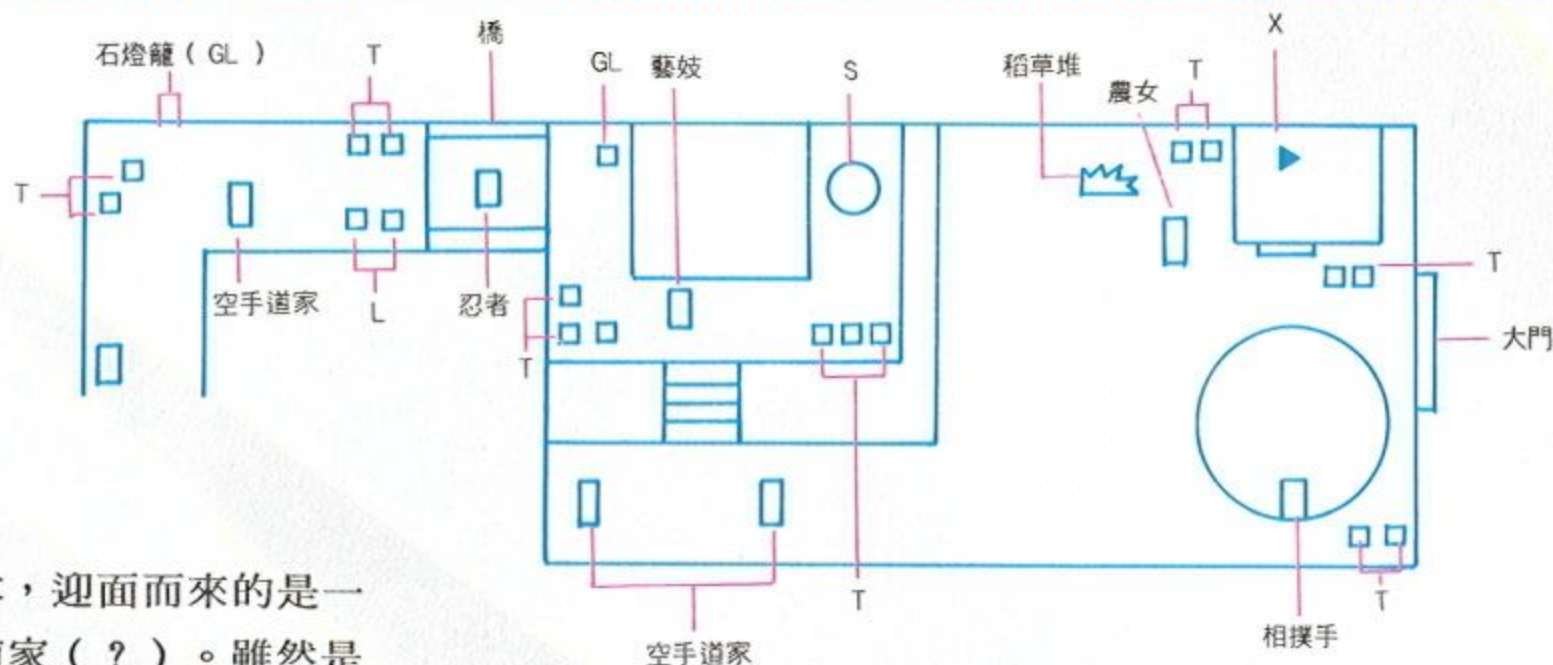 石燈籠（GL）
T
橋
GL
藝妓
S
稻草堆
農女
T
X
T
空手道家
L
忍者
T
T
大門
T
空手道家
相撲手
T
，迎面而來的是一
家（？）。雖然是